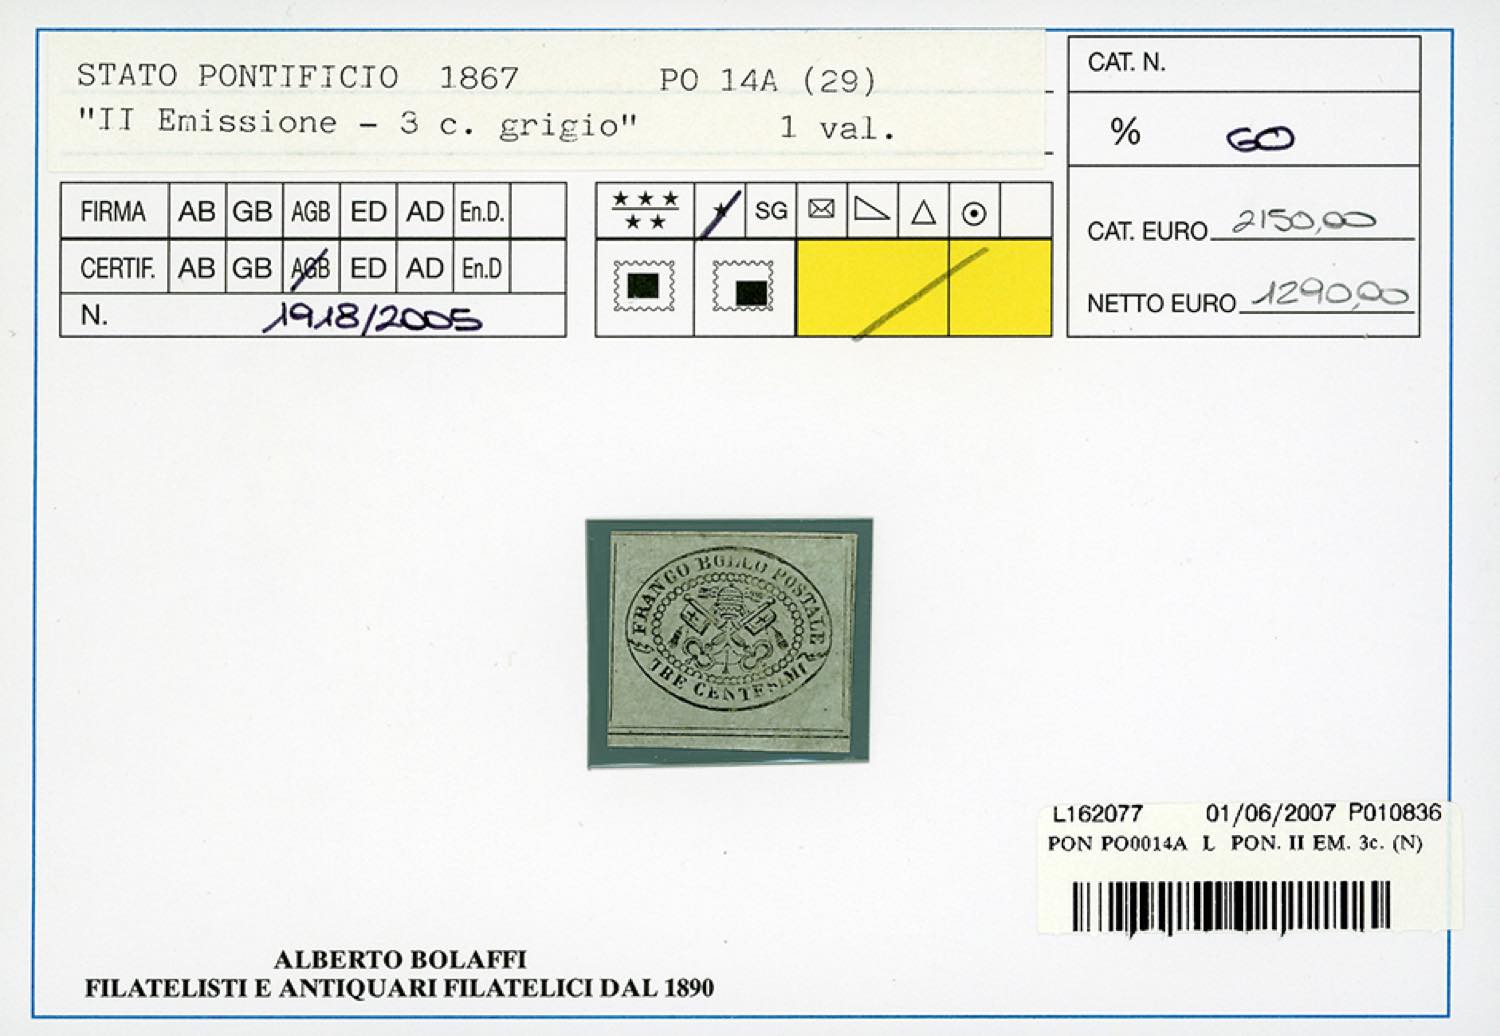 STATO PONTIFICIO 1867 PO 14A (29)
"II Emissione - 3 c. grigio" 1 val.
CAT. N.
% 60
CAT. EURO 2150,00
NETTO EURO 1290,00
FIRMA AB GB AGB ED AD En.D.
CERTIF. AB GB AGB ED AD En.D
N. 1918/2005
★★★ ★ SG
★★
FRANCO BOLLO POSTALE
TRE CENTESIMI
L162077 01/06/2007 P010836
PON PO0014A L PON. II EM. 3c. (N)
ALBERTO BOLAFFI
FILATELISTI E ANTIQUARI FILATELICI DAL 1890